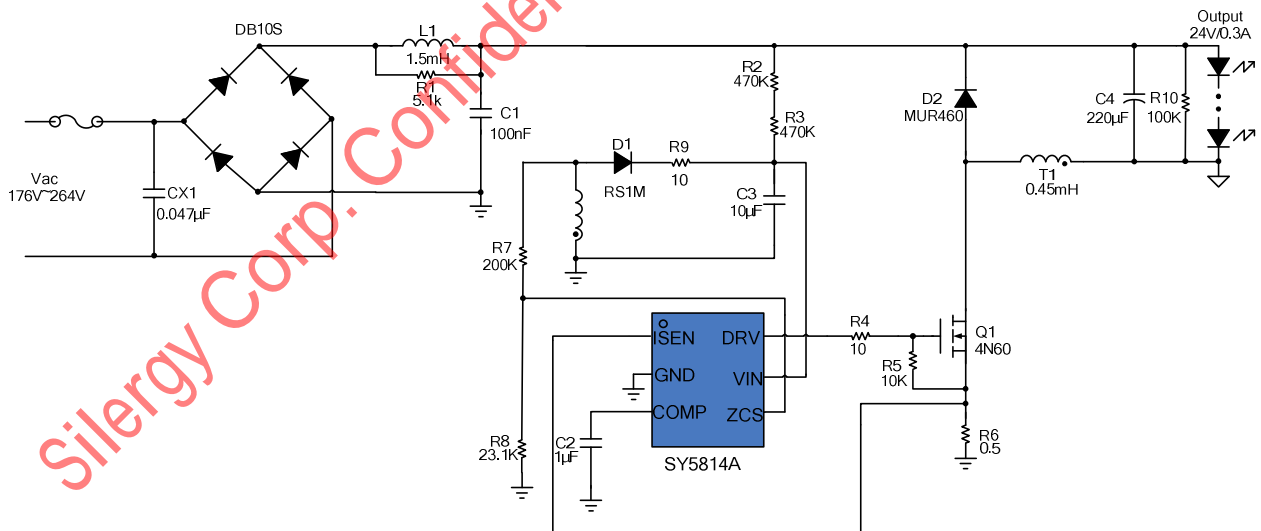 DB10S
L1
1.5mH
R1
5.1k
C1
100nF
Vac
176V~264V
CX1
0.047µF
R2
470K
R3
470K
D1
RS1M
R9
10
C3
10µF
R7
200K
R8
23.1K
C2
1µF
ISEN
GND
COMP
DRV
VIN
ZCS
SY5814A
R4
10
R5
10K
Q1
4N60
R6
0.5
D2
MUR460
T1
0.45mH
C4
220µF
R10
100K
Output
24V/0.3A
Silergy Corp. Confiden